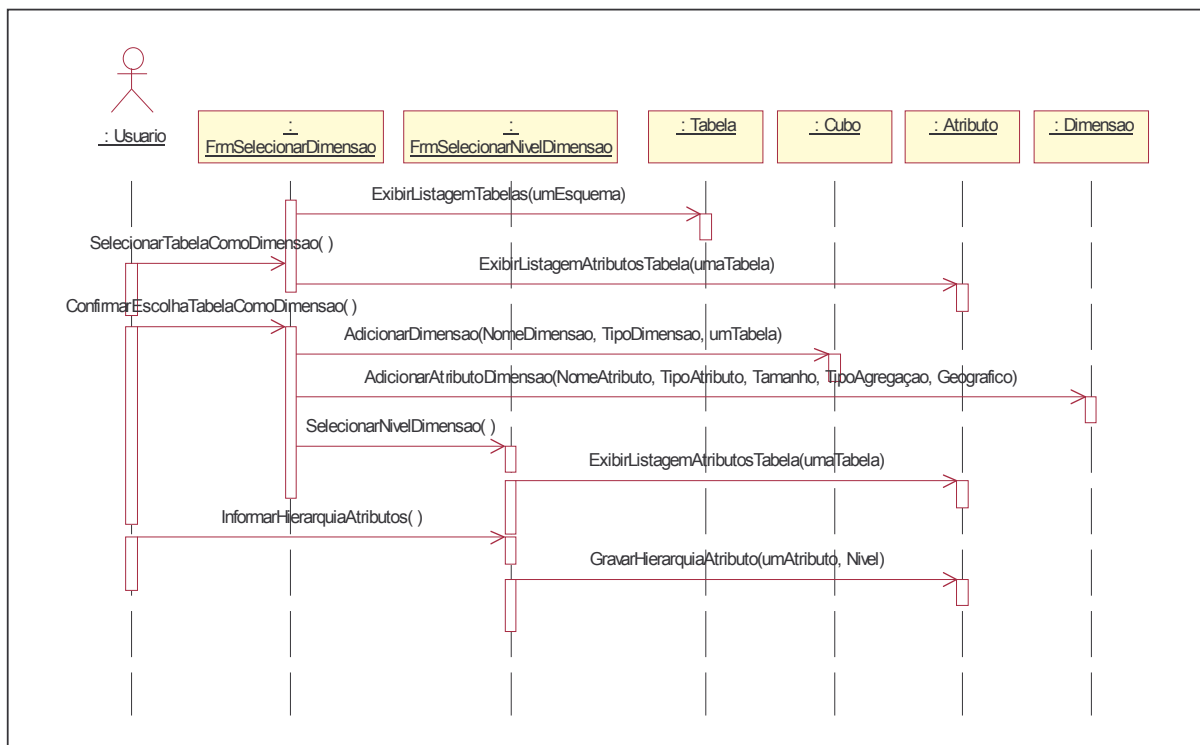 : Usuario
:
FrmSelecionarDimensao
:
FrmSelecionarNivelDimensao
: Tabela
: Cubo
: Atributo
: Dimensao
ExibirListagemTabelas(umEsquema)
SelecionarTabelaComoDimensao( )
ExibirListagemAtributosTabela(umaTabela)
ConfirmarEscolhaTabelaComoDimensao( )
AdicionarDimensao(NomeDimensao, TipoDimensao, umTabela)
AdicionarAtributoDimensao(NomeAtributo, TipoAtributo, Tamanho, TipoAgregaçao, Geografico)
SelecionarNivelDimensao( )
ExibirListagemAtributosTabela(umaTabela)
InformarHierarquiaAtributos( )
GravarHierarquiaAtributo(umAtributo, Nivel)